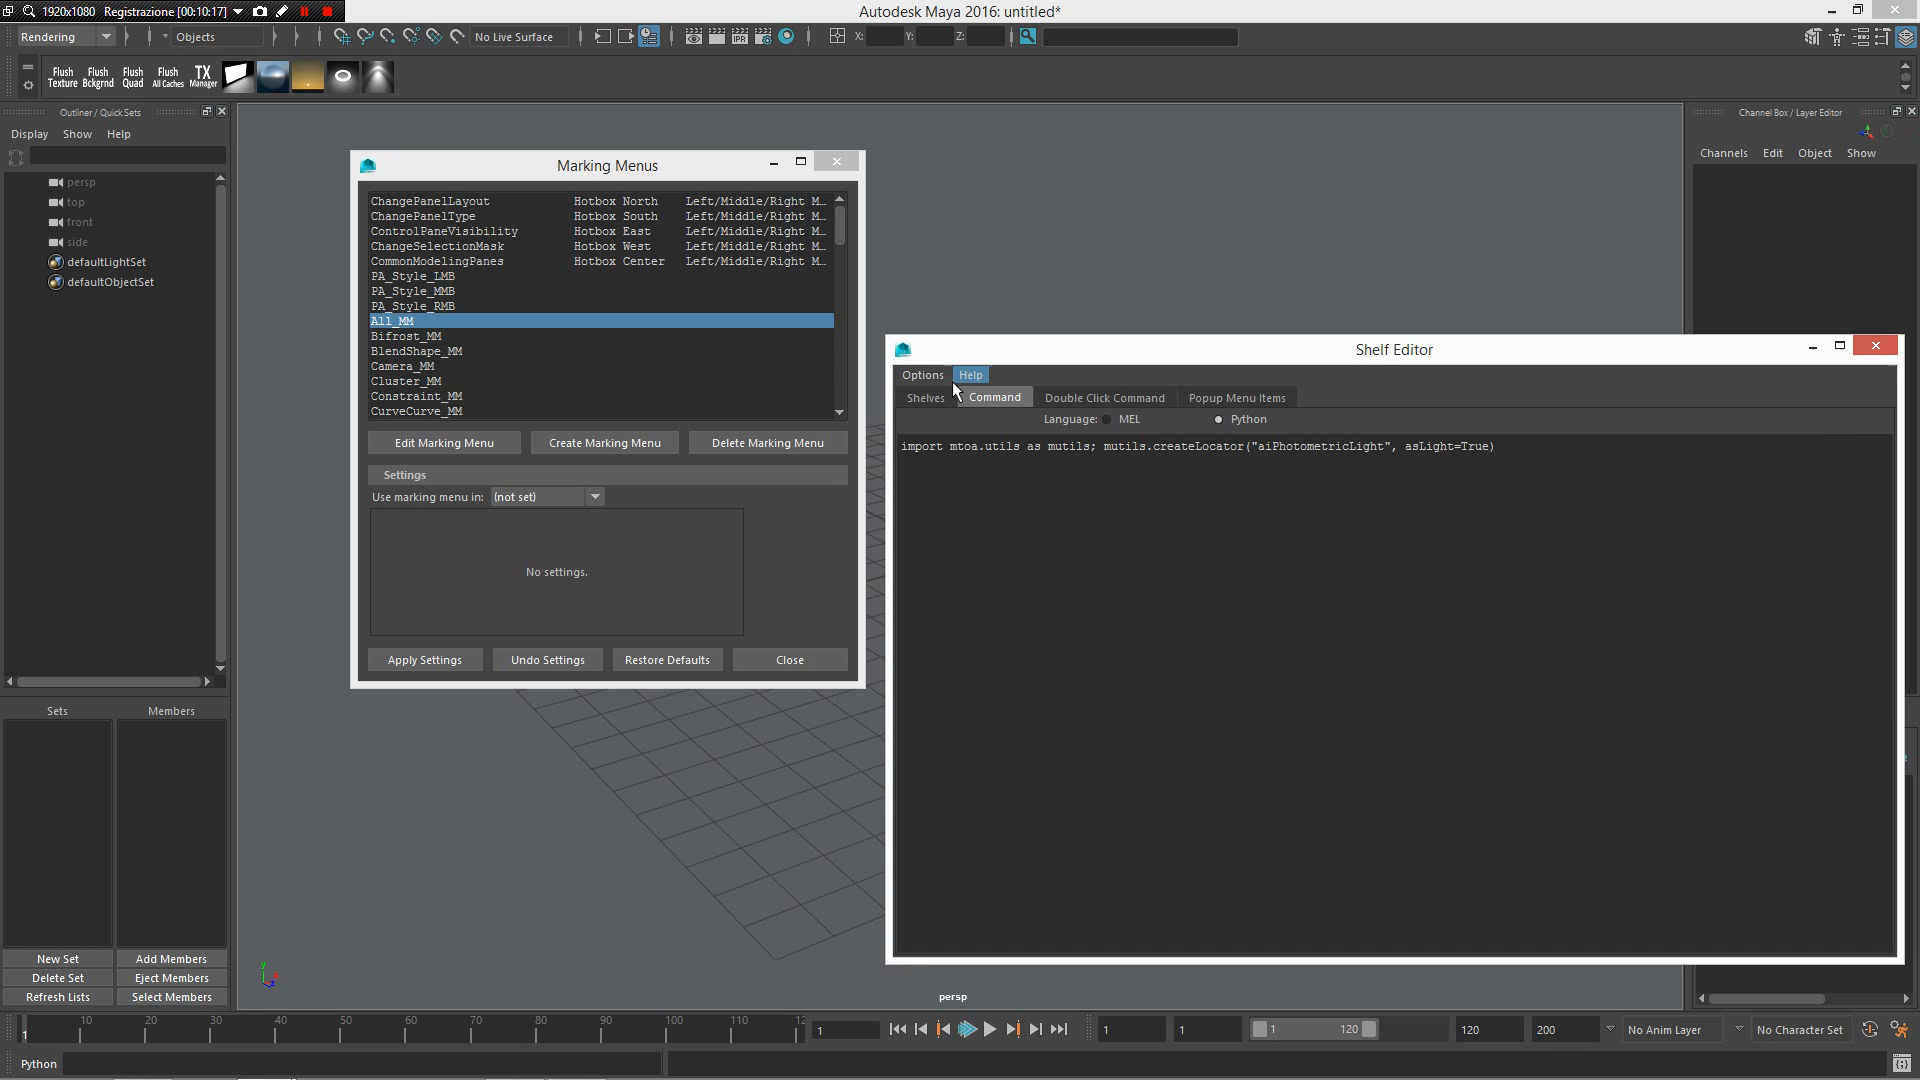 1920x1080 Registrazione [00:10:17]
Autodesk Maya 2016: untitled*
Rendering
Objects
No Live Surface
X:
Y:
Z:
Flush Texture
Flush Bckgrnd
Flush Quad
Flush All Caches
TX Manager
Outliner / Quick Sets
Display Show Help
persp
top
front
side
defaultLightSet
defaultObjectSet
Sets Members
New Set Add Members
Delete Set Eject Members
Refresh Lists Select Members
Marking Menus
ChangePanelLayout Hotbox North Left/Middle/Right M...
ChangePanelType Hotbox South Left/Middle/Right M...
ControlPaneVisibility Hotbox East Left/Middle/Right M...
ChangeSelectionMask Hotbox West Left/Middle/Right M...
CommonModelingPanes Hotbox Center Left/Middle/Right M...
PA_Style_LMB
PA_Style_MMB
PA_Style_RMB
All_MM
Bifrost_MM
BlendShape_MM
Camera_MM
Cluster_MM
Constraint_MM
CurveCurve_MM
Edit Marking Menu Create Marking Menu Delete Marking Menu
Settings
Use marking menu in: (not set)
No settings.
Apply Settings Undo Settings Restore Defaults Close
Shelf Editor
Options Help
Shelves Command Double Click Command Popup Menu Items
Language: MEL Python
import mtoa.utils as mutils; mutils.createLocator("aiPhotometricLight", asLight=True)
Channel Box / Layer Editor
Channels Edit Object Show
y
z
persp
1 10 20 30 40 50 60 70 80 90 100 110 12
1
1 1 1 120 120 200 No Anim Layer No Character Set
Python